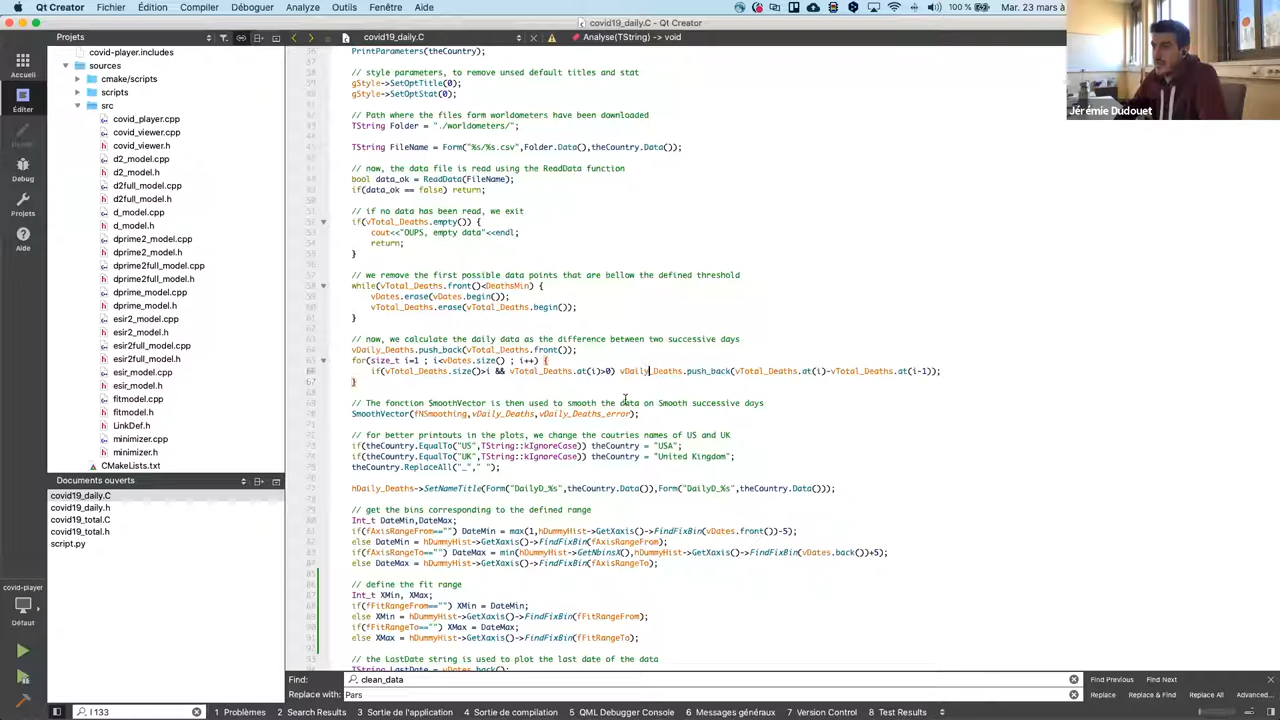 Qt Creator Fichier Édition Compiler Déboguer Analyse Outils Fenêtre Aide 100 % Mar. 23 mars à
covid19_daily.C - Qt Creator
Projets covid19_daily.C Analyse(TString) -> void
covid-player.includes
sources
cmake/scripts
scripts
src
covid_player.cpp
covid_viewer.cpp
covid_viewer.h
d2_model.cpp
d2_model.h
d2full_model.cpp
d2full_model.h
d_model.cpp
d_model.h
dprime2_model.cpp
dprime2_model.h
dprime2full_model.cpp
dprime2full_model.h
dprime_model.cpp
dprime_model.h
esir2_model.cpp
esir2_model.h
esir2full_model.cpp
esir2full_model.h
esir_model.cpp
esir_model.h
fitmodel.cpp
fitmodel.h
LinkDef.h
minimizer.cpp
minimizer.h
CMakeLists.txt
Documents ouverts
covid19_daily.C
covid19_daily.h
covid19_total.C
covid19_total.h
script.py
Accueil
Éditer
Design
Debug
Projets
Aide
covid-player
Défaut
PrintParameters(theCountry);
// style parameters, to remove unsed default titles and stat
gStyle->SetOptTitle(0);
gStyle->SetOptStat(0);
// Path where the files form worldometers have been downloaded
TString Folder = "./worldometers/";
TString FileName = Form("%s/%s.csv",Folder.Data(),theCountry.Data());
// now, the data file is read using the ReadData function
bool data_ok = ReadData(FileName);
if(data_ok == false) return;
// if no data has been read, we exit
if(vTotal_Deaths.empty()) {
cout<<"OUPS, empty data"<<endl;
return;
}
// we remove the first possible data points that are bellow the defined threshold
while(vTotal_Deaths.front()<DeathsMin) {
vDates.erase(vDates.begin());
vTotal_Deaths.erase(vTotal_Deaths.begin());
}
// now, we calculate the daily data as the difference between two successive days
vDaily_Deaths.push_back(vTotal_Deaths.front());
for(size_t i=1 ; i<vDates.size() ; i++) {
if(vTotal_Deaths.size()>i && vTotal_Deaths.at(i)>0) vDaily_Deaths.push_back(vTotal_Deaths.at(i)-vTotal_Deaths.at(i-1));
}
// The fonction SmoothVector is then used to smooth the data on Smooth successive days
SmoothVector(fNSmoothing,vDaily_Deaths,vDaily_Deaths_error);
// for better printouts in the plots, we change the coutries names of US and UK
if(theCountry.EqualTo("US",TString::kIgnoreCase)) theCountry = "USA";
if(theCountry.EqualTo("UK",TString::kIgnoreCase)) theCountry = "United Kingdom";
theCountry.ReplaceAll("_"," ");
hDaily_Deaths->SetNameTitle(Form("DailyD_%s",theCountry.Data()),Form("DailyD_%s",theCountry.Data()));
// get the bins corresponding to the defined range
Int_t DateMin,DateMax;
if(fAxisRangeFrom=="") DateMin = max(1,hDummyHist->GetXaxis()->FindFixBin(vDates.front())-5);
else DateMin = hDummyHist->GetXaxis()->FindFixBin(fAxisRangeFrom);
if(fAxisRangeTo=="") DateMax = min(hDummyHist->GetNbinsX(),hDummyHist->GetXaxis()->FindFixBin(vDates.back())+5);
else DateMax = hDummyHist->GetXaxis()->FindFixBin(fAxisRangeTo);
// define the fit range
Int_t XMin, XMax;
if(fFitRangeFrom=="") XMin = DateMin;
else XMin = hDummyHist->GetXaxis()->FindFixBin(fFitRangeFrom);
if(fFitRangeTo=="") XMax = DateMax;
else XMax = hDummyHist->GetXaxis()->FindFixBin(fFitRangeTo);
// the LastDate string is used to plot the last date of the data
TString LastDate = vDates.back();
Jérémie Dudouet
Find: clean_data Find Previous Find Next
Replace with: Pars Replace Replace & Find Replace All Advanced...
l 133 1 Problèmes 2 Search Results 3 Sortie de l'application 4 Sortie de compilation 5 QML Debugger Console 6 Messages généraux 7 Version Control 8 Test Results